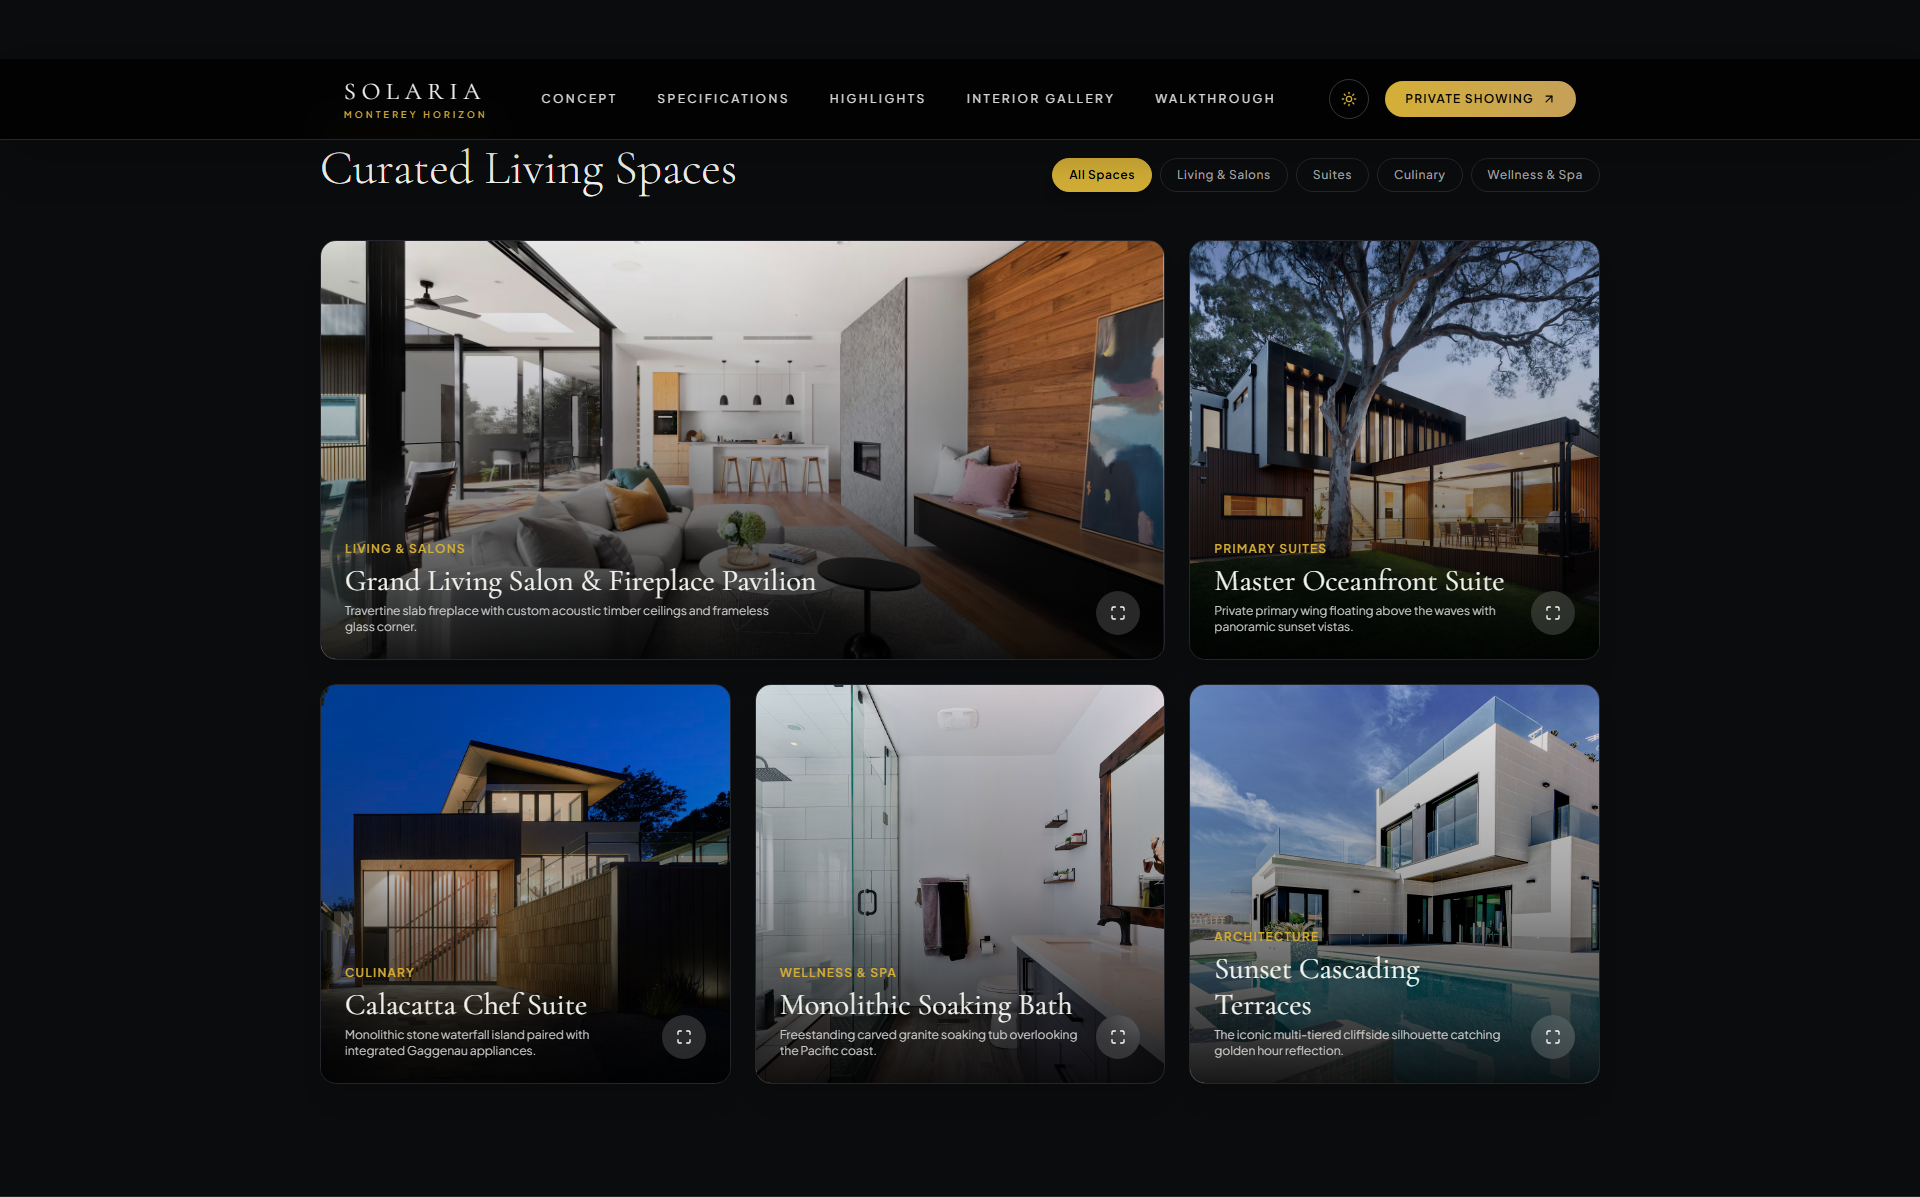 SOLARIA
MONTEREY HORIZON
CONCEPT
SPECIFICATIONS
HIGHLIGHTS
INTERIOR GALLERY
WALKTHROUGH
PRIVATE SHOWING
Curated Living Spaces
All Spaces
Living & Salons
Suites
Culinary
Wellness & Spa
LIVING & SALONS
Grand Living Salon & Fireplace Pavilion
Travertine slab fireplace with custom acoustic timber ceilings and frameless
glass corner.
PRIMARY SUITES
Master Oceanfront Suite
Private primary wing floating above the waves with
panoramic sunset vistas.
CULINARY
Calacatta Chef Suite
Monolithic stone waterfall island paired with
integrated Gaggenau appliances.
WELLNESS & SPA
Monolithic Soaking Bath
Freestanding carved granite soaking tub overlooking
the Pacific coast.
ARCHITECTURE
Sunset Cascading
Terraces
The iconic multi-tiered cliffside silhouette catching
golden hour reflection.